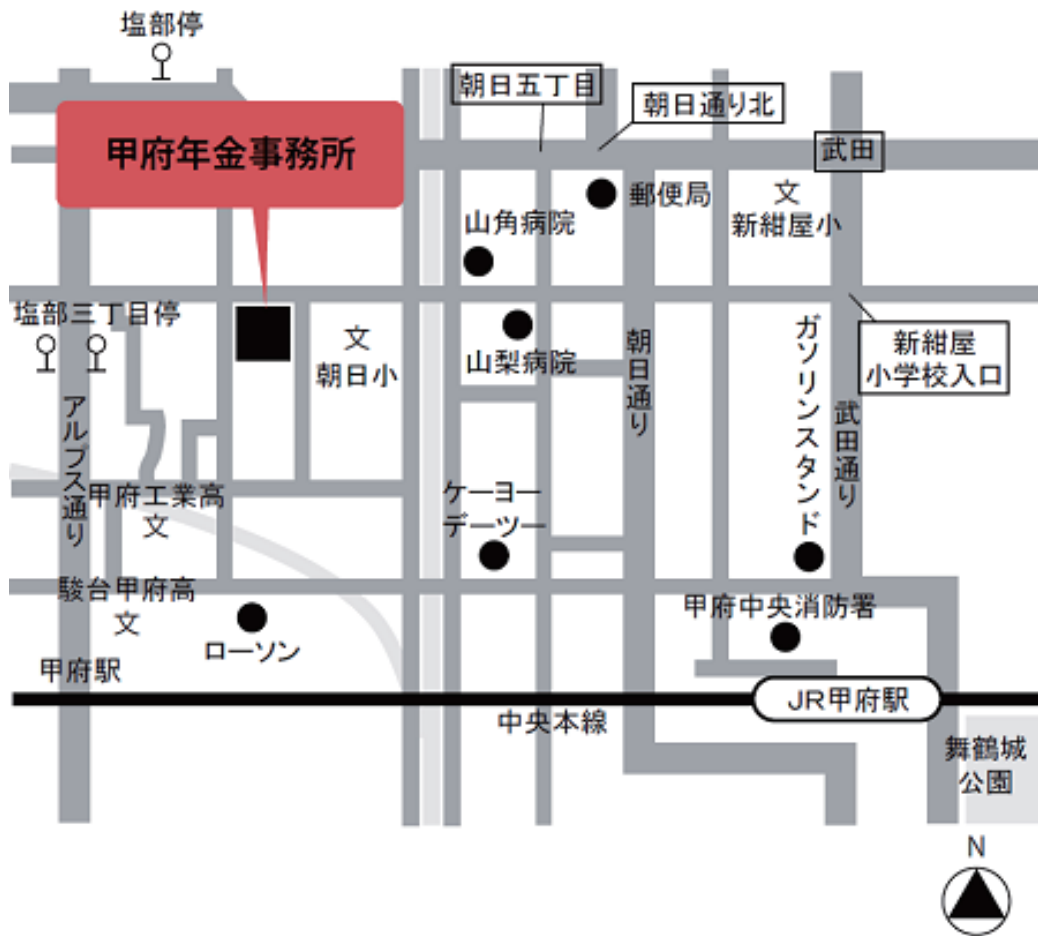 塩部停
朝日五丁目
朝日通り北
甲府年金事務所
武田
郵便局
文
新紺屋小
山角病院
塩部三丁目停
文
朝日小
山梨病院
朝日通り
ガソリンスタンド
新紺屋
小学校入口
アルプス通り
武田通り
甲府工業高
文
ケーヨー
デーツー
駿台甲府高
文
ローソン
甲府中央消防署
甲府駅
JR甲府駅
中央本線
舞鶴城
公園
N